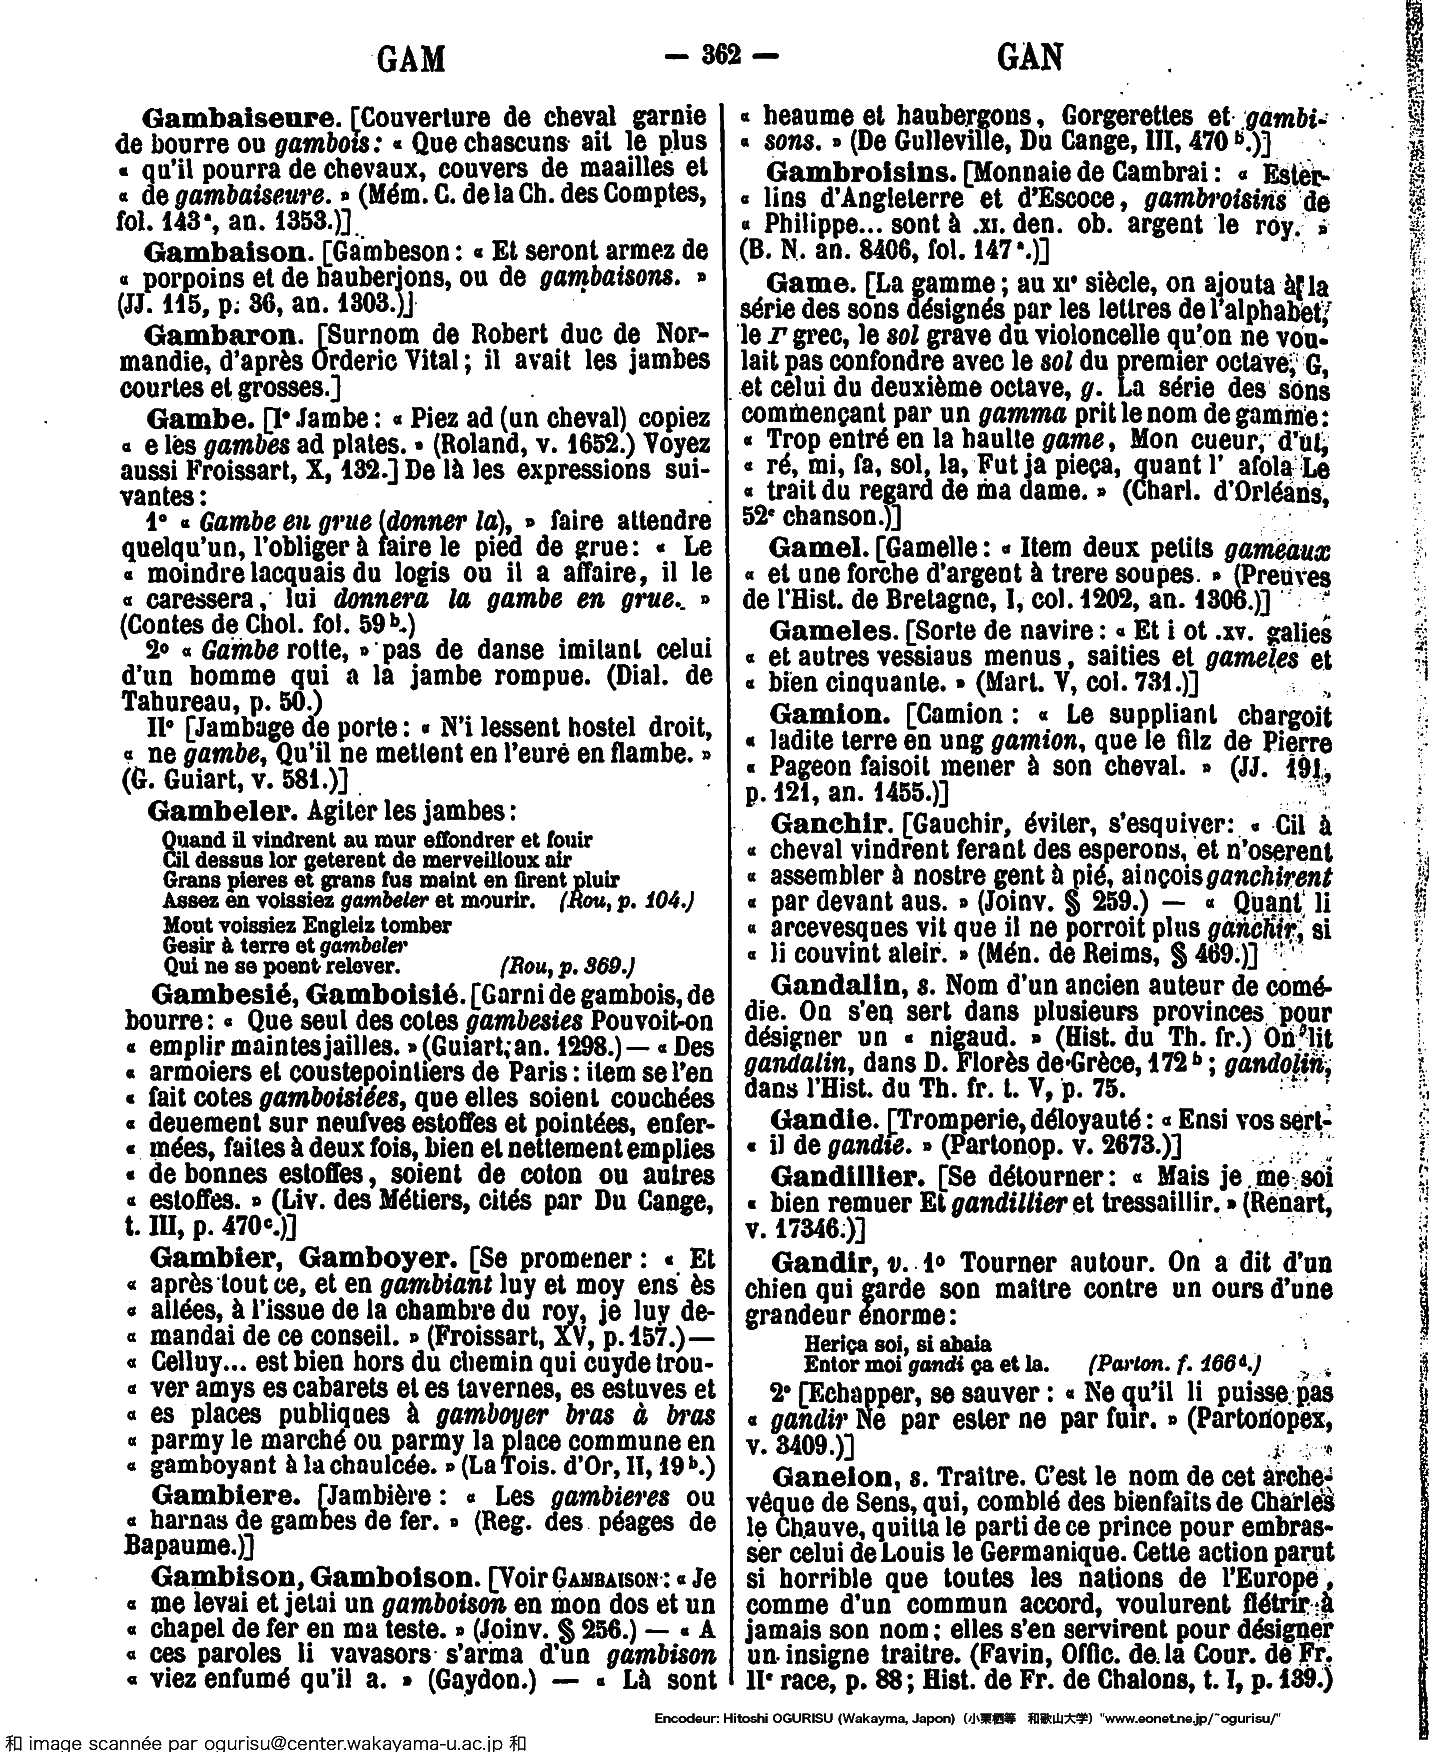 GAM — 362 — GAN
Gambaiseure. [Couverture de cheval garnie
de bourre ou gambois : « Que chascuns ait le plus
« qu'il pourra de chevaux, couvers de maailles et
« de gambaiseure. » (Mém. C. de la Ch. des Comptes,
fol. 143ª, an. 1353.)]
Gambaison. [Gambeson : « Et seront armez de
« porpoins et de hauberjons, ou de gambaisons. »
(JJ. 115, p. 36, an. 1303.)]
Gambaron. [Surnom de Robert duc de Nor-
mandie, d'après Orderic Vital ; il avait les jambes
courtes et grosses.]
Gambe. [Iº Jambe : « Piez ad (un cheval) copiez
« e les gambes ad plates. » (Roland, v. 1652.) Voyez
aussi Froissart, X, 132.] De là les expressions sui-
vantes :
1º « Gambe en grue (donner la), » faire attendre
quelqu'un, l'obliger à faire le pied de grue : « Le
« moindre lacquais du logis ou il a affaire, il le
« caressera, lui donnera la gambe en grue. »
(Contes de Chol. fol. 59ᵇ.)
2º « Gambe rotte, » pas de danse imitant celui
d'un homme qui a la jambe rompue. (Dial. de
Tahureau, p. 50.)
IIº [Jambage de porte : « N'i lessent hostel droit,
« ne gambe, Qu'il ne mettent en l'eure en flambe. »
(G. Guiart, v. 581.)]
Gambeler. Agiter les jambes :
Quand il vindrent au mur effondrer et fouir
Cil dessus lor geterent de merveilloux air
Grans pieres et grans fus maint en firent pluir
Assez en voissiez gambeler et mourir. (Rou, p. 104.)
Mout voissiez Engleiz tomber
Gesir à terre et gambeler
Qui ne se poent relever. (Rou, p. 369.)
Gambesié, Gamboisié. [Garni de gambois, de
bourre : « Que seul des cotes gambesies Pouvoit-on
« emplir maintes jailles. » (Guiart, an. 1298.) — « Des
« armoiers et coustepointiers de Paris : item se l'en
« fait cotes gamboisiées, que elles soient couchées
« deuement sur neufves estoffes et pointées, enfer-
« mées, faites à deux fois, bien et nettement emplies
« de bonnes estoffes, soient de coton ou autres
« estoffes. » (Liv. des Métiers, cités par Du Cange,
t. III, p. 470ᶜ.)]
Gambier, Gamboyer. [Se promener : « Et
« après tout ce, et en gambiant luy et moy ens ès
« allées, à l'issue de la chambre du roy, je luy de-
« mandai de ce conseil. » (Froissart, XV, p. 157.) —
« Celluy... est bien hors du chemin qui cuyde trou-
« ver amys es cabarets et es tavernes, es estuves et
« es places publiques à gamboyer bras à bras
« parmy le marché ou parmy la place commune en
« gamboyant à la chaulcée. » (La Tois. d'Or, II, 19ᵇ.)
Gambiere. [Jambière : « Les gambieres ou
« harnas de gambes de fer. » (Reg. des péages de
Bapaume.)]
Gambison, Gamboison. [Voir GAMBAISON : « Je
« me levai et jetai un gamboison en mon dos et un
« chapel de fer en ma teste. » (Joinv. § 256.) — « A
« ces paroles li vavasors s'arma d'un gambison
« viez enfumé qu'il a. » (Gaydon.) — « Là sont
« heaume et haubergons, Gorgerettes et gambi-
« sons. » (De Gulleville, Du Cange, III, 470ᵇ.)]
Gambroisins. [Monnaie de Cambrai : « Ester-
« lins d'Angleterre et d'Escoce, gambroisins de
« Philippe... sont à .XI. den. ob. argent le roy. »
(B. N. an. 8406, fol. 147ª.)]
Game. [La gamme ; au XIᵉ siècle, on ajouta à la
série des sons désignés par les lettres de l'alphabet,
le Γ grec, le sol grave du violoncelle qu'on ne vou-
lait pas confondre avec le sol du premier octave, G,
et celui du deuxième octave, g. La série des sons
commençant par un gamma prit le nom de gamme :
« Trop entré en la haulte game, Mon cueur, d'ut,
« ré, mi, fa, sol, la, Fut ja pieça, quant l' afola Le
« trait du regard de ma dame. » (Charl. d'Orléans,
52ᵉ chanson.)]
Gamel. [Gamelle : « Item deux petits gameaux
« et une forche d'argent à trere soupes. » (Preuves
de l'Hist. de Bretagne, I, col. 1202, an. 1306.)]
Gameles. [Sorte de navire : « Et i ot .XV. galies
« et autres vessiaus menus, saities et gameles et
« bien cinquante. » (Mart. V, col. 731.)]
Gamion. [Camion : « Le suppliant chargoit
« ladite terre en ung gamion, que le filz de Pierre
« Pageon faisoit mener à son cheval. » (JJ. 191,
p. 121, an. 1455.)]
Ganchir. [Gauchir, éviter, s'esquiver : « Cil à
« cheval vindrent ferant des esperons, et n'oserent
« assembler à nostre gent à pié, ainçois ganchirent
« par devant aus. » (Joinv. § 259.) — « Quant li
« arcevesques vit que il ne porroit plus ganchir, si
« li couvint aleir. » (Mén. de Reims, § 469.)]
Gandalin, s. Nom d'un ancien auteur de comé-
die. On s'en sert dans plusieurs provinces pour
désigner un « nigaud. » (Hist. du Th. fr.) On lit
gandalin, dans D. Florès de Grèce, 172ᵇ ; gandolin,
dans l'Hist. du Th. fr. t. V, p. 75.
Gandie. [Tromperie, déloyauté : « Ensi vos sert-
« il de gandie. » (Partonop. v. 2673.)]
Gandillier. [Se détourner : « Mais je me soi
« bien remuer Et gandillier et tressaillir. » (Renart,
v. 17346.)]
Gandir, v. 1º Tourner autour. On a dit d'un
chien qui garde son maître contre un ours d'une
grandeur énorme :
Heriça soi, si abaia
Entor moi gandi ça et la. (Parton. f. 166ᵈ.)
2º [Echapper, se sauver : « Ne qu'il li puisse pas
« gandir Ne par ester ne par fuir. » (Partonopex,
v. 3409.)]
Ganelon, s. Traître. C'est le nom de cet arche-
vêque de Sens, qui, comblé des bienfaits de Charles
le Chauve, quitta le parti de ce prince pour embras-
ser celui de Louis le Germanique. Cette action parut
si horrible que toutes les nations de l'Europe,
comme d'un commun accord, voulurent flétrir à
jamais son nom ; elles s'en servirent pour désigner
un insigne traitre. (Favin, Offic. de la Cour. de Fr.
IIᵉ race, p. 88 ; Hist. de Fr. de Chalons, t. I, p. 139.)
Encodeur: Hitoshi OGURISU (Wakayma, Japon) (小栗栖等 和歌山大学) "www.eonet.ne.jp/~ogurisu/"
和 image scannée par ogurisu@center.wakayama-u.ac.jp 和